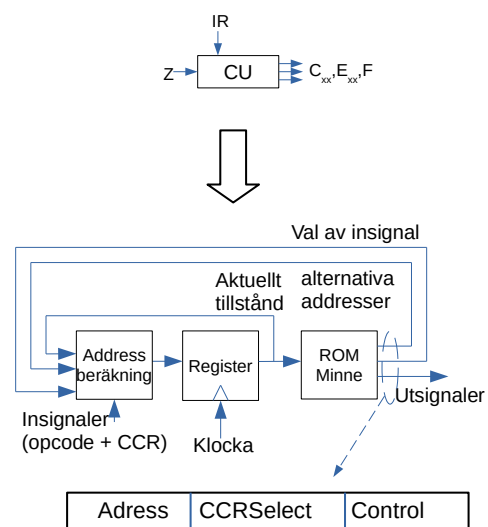 IR
Z
CU
Cxx,Exx,F
Val av insignal
Aktuellt
tillstånd
alternativa
addresser
Address
beräkning
Register
ROM
Minne
Utsignaler
Insignaler
(opcode + CCR)
Klocka
Adress
CCRSelect
Control